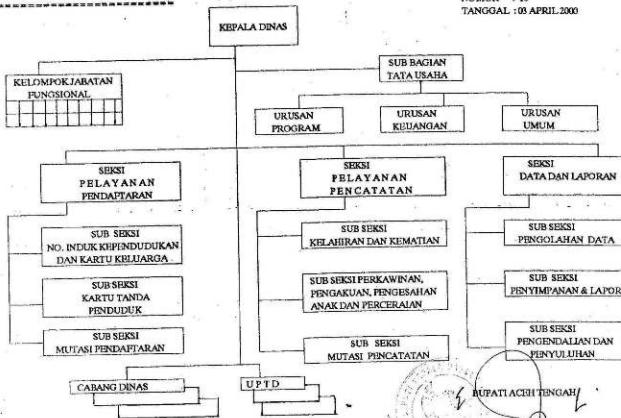 TANGGAL : 03 APRIL 2000
KEPALA DINAS
SUB BAGIAN
TATA USAHA
KELOMPOK JABATAN
FUNGSIONAL
URUSAN
PROGRAM
URUSAN
KEUANGAN
URUSAN
UMUM
SEKSI
PELAYANAN
PENDAFTARAN
SEKSI
PELAYANAN
PENCATATAN
SEKSI
DATA DAN LAPORAN
SUB SEKSI
NO. INDUK KEPENDUDUKAN
DAN KARTU KELUARGA
SUB SEKSI
KELAHIRAN DAN KEMATIAN
SUB SEKSI
PENGOLAHAN DATA
SUB SEKSI
KARTU TANDA
PENDUDUK
SUB SEKSI PERKAWINAN,
PENGAKUAN, PENGESAHAN
ANAK DAN PERCERAIAN
SUB SEKSI
PENYIMPANAN & LAPOR
SUB SEKSI
MUTASI PENDAFTARAN
SUB SEKSI
MUTASI PENCATATAN
SUB SEKSI
PENGENDALIAN DAN
PENYULUHAN
CABANG DINAS
UPTD
BUPATI ACEH TENGAH